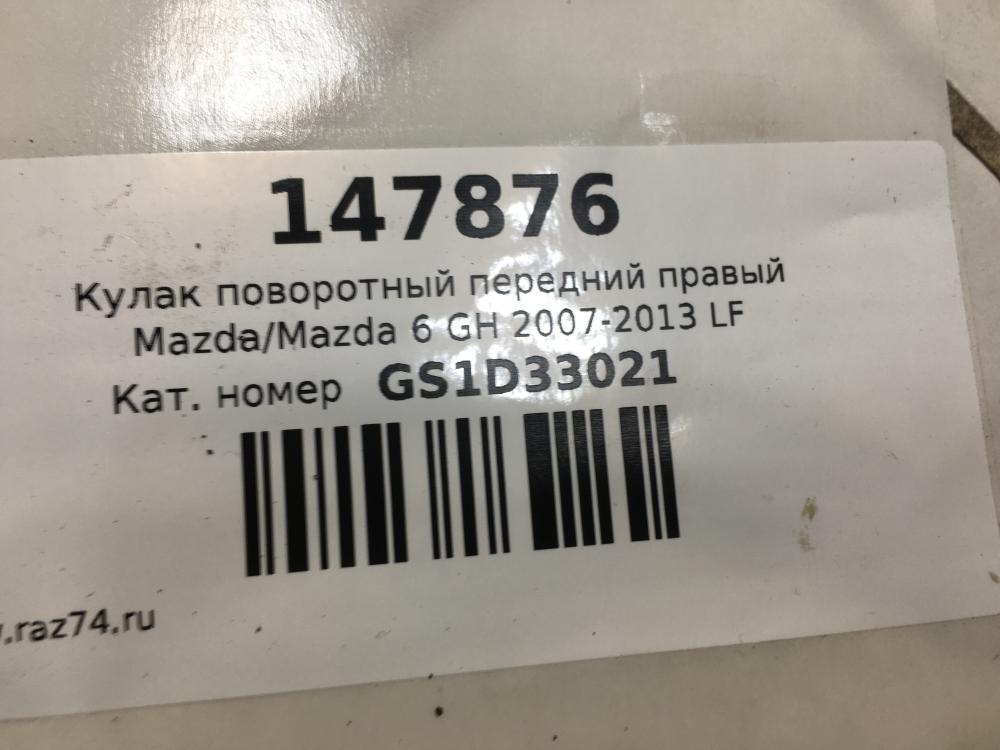 147876
Кулак поворотный передний правый
Mazda/Mazda 6 GH 2007-2013 LF
Кат. номер GS1D33021
.raz74.ru